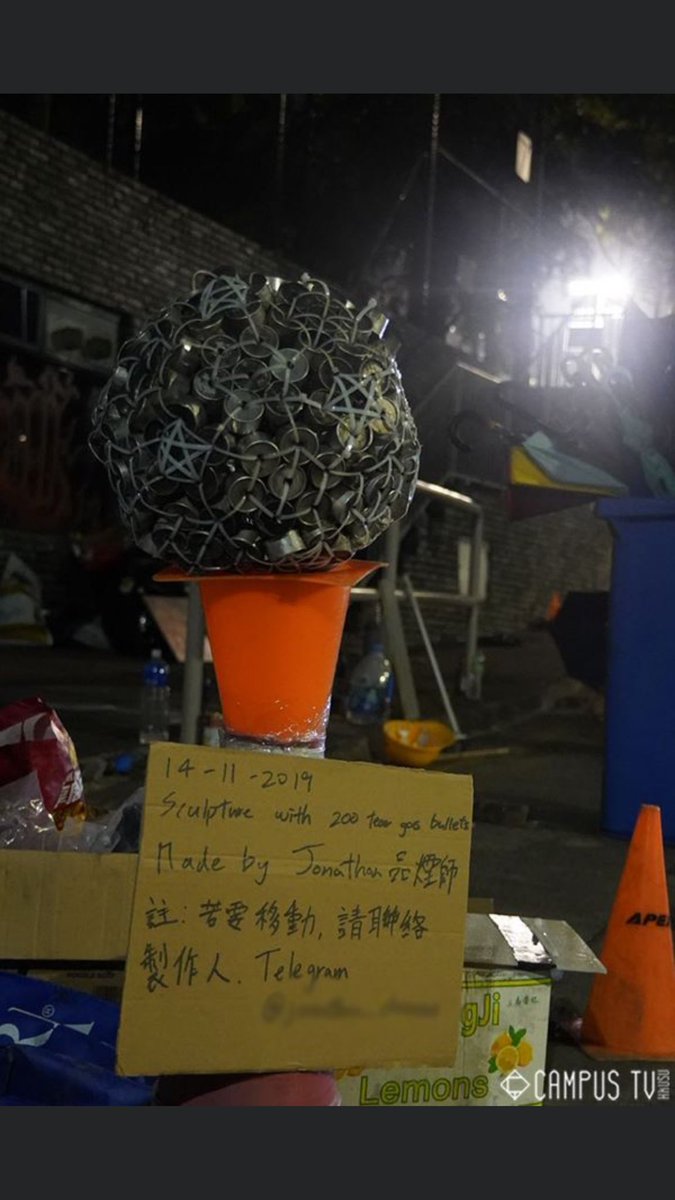 14-11-2019
Sculpture with 200 tear gas bullets
Made by Jonathan 品煙師
註:若要移動,請聯絡
製作人. Telegram
gJi
Lemons
APE
CAMPUS TV
HKUSU